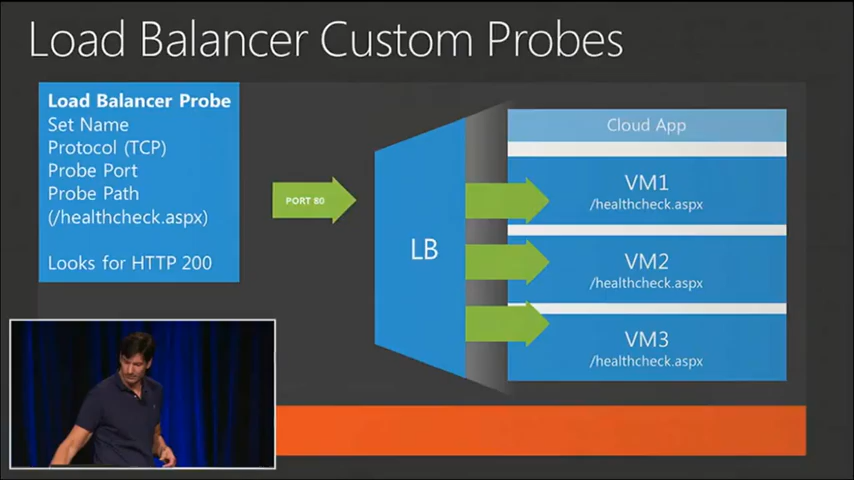 Load Balancer Custom Probes
Load Balancer Probe
Set Name
Protocol (TCP)
Probe Port
Probe Path
(/healthcheck.aspx)
Looks for HTTP 200
PORT 80
LB
Cloud App
VM1
/healthcheck.aspx
VM2
/healthcheck.aspx
VM3
/healthcheck.aspx